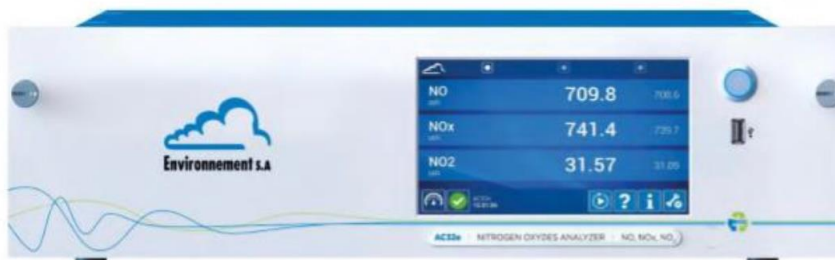 NO
709.8
NOx
741.4
NO2
31.57
Environnement S.A
AC32e NITROGEN OXYDES ANALYZER NO, NOx, NO₂